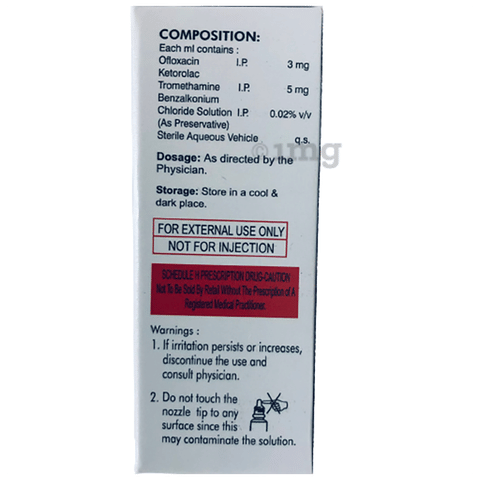 COMPOSITION:
Each ml contains :
Ofloxacin I.P. 3 mg
Ketorolac
Tromethamine I.P. 5 mg
Benzalkonium
Chloride Solution I.P. 0.02% v/v
(As Preservative)
Sterile Aqueous Vehicle q.s.
1mg
Dosage: As directed by the
Physician.
Storage: Store in a cool &
dark place.
FOR EXTERNAL USE ONLY
NOT FOR INJECTION
SCHEDULE H PRESCRIPTION DRUG-CAUTION
Not To Be Sold By Retail Without The Prescription of A
Registered Medical Practitioner.
Warnings :
1. If irritation persists or increases,
discontinue the use and
consult physician.
2. Do not touch the
nozzle tip to any
surface since this
may contaminate the solution.